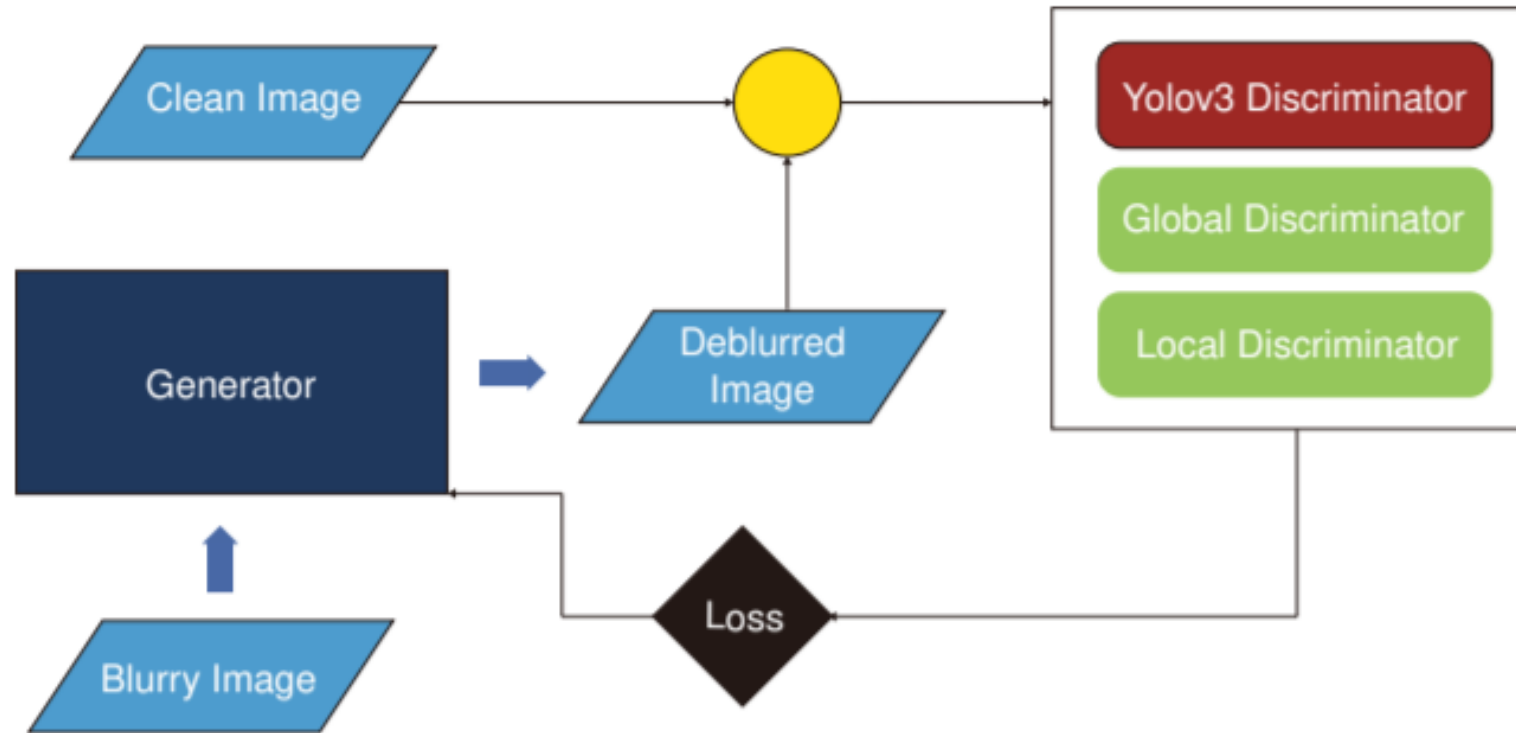 Clean Image
Yolov3 Discriminator
Global Discriminator
Local Discriminator
Deblurred
Image
Generator
Loss
Blurry Image